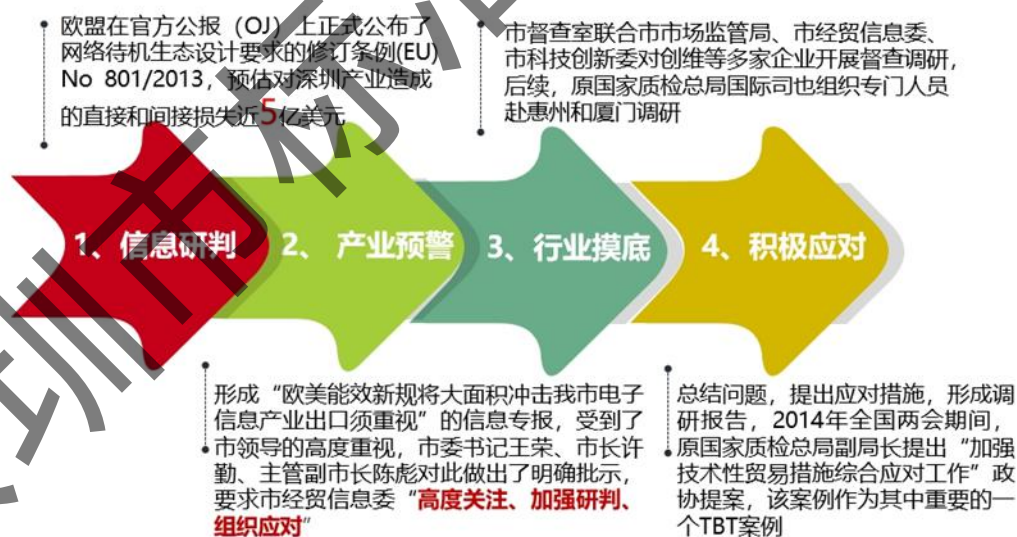 欧盟在官方公报（OJ）上正式公布了
网络待机生态设计要求的修订条例(EU)
No 801/2013，预估对深圳产业造成
的直接和间接损失近5亿美元
市督查室联合市市场监管局、市经贸信息委、
市科技创新委对创维等多家企业开展督查调研，
后续，原国家质检总局国际司也组织专门人员
赴惠州和厦门调研
1、信息研判
2、 产业预警
3、行业摸底
4、积极应对
形成“欧美能效新规将大面积冲击我市电子
信息产业出口须重视”的信息专报，受到了
市领导的高度重视，市委书记王荣、市长许
勤、主管副市长陈彪对此做出了明确批示，
要求市经贸信息委“高度关注、加强研判、
组织应对”
总结问题，提出应对措施，形成调
研报告，2014年全国两会期间，
原国家质检总局副局长提出“加强
技术性贸易措施综合应对工作”政
协提案，该案例作为其中重要的一
个TBT案例
圳市标